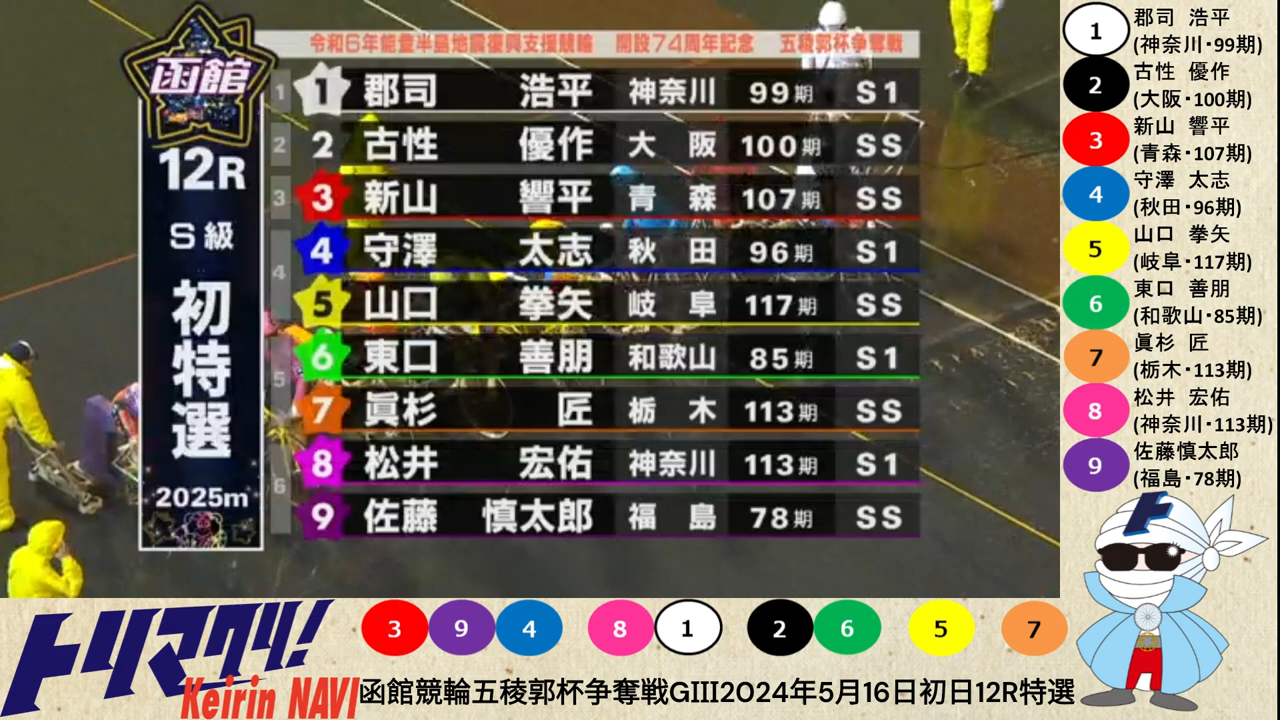 令和6年能登半島地震復興支援競輪 開設74周年記念 五稜郭杯争奪戦
函館
12R
S級
初特選
2025m
1 1 郡司 浩平 神奈川 99期 S1
2 2 古性 優作 大阪 100期 SS
3 3 新山 響平 青森 107期 SS
4 4 守澤 太志 秋田 96期 S1
5 山口 拳矢 岐阜 117期 SS
5 6 東口 善朋 和歌山 85期 S1
7 眞杉 匠 栃木 113期 SS
6 8 松井 宏佑 神奈川 113期 S1
9 佐藤 慎太郎 福島 78期 SS
1 郡司 浩平
(神奈川・99期)
2 古性 優作
(大阪・100期)
3 新山 響平
(青森・107期)
4 守澤 太志
(秋田・96期)
5 山口 拳矢
(岐阜・117期)
6 東口 善朋
(和歌山・85期)
7 眞杉 匠
(栃木・113期)
8 松井 宏佑
(神奈川・113期)
9 佐藤慎太郎
(福島・78期)
ト
トリマクリ!
Keirin NAVI
3 9 4 8 1 2 6 5 7
函館競輪五稜郭杯争奪戦GIII2024年5月16日初日12R特選